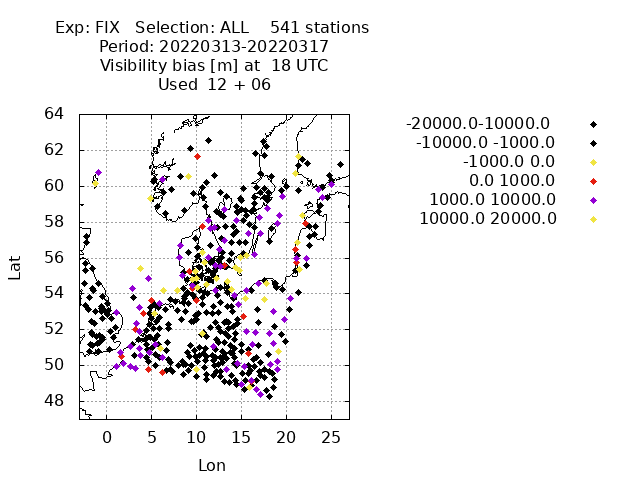 Exp: FIX   Selection: ALL    541 stations
Period: 20220313-20220317
Visibility bias [m] at  18 UTC
Used  12 + 06
-20000.0-10000.0
-10000.0 -1000.0
-1000.0 0.0
0.0 1000.0
1000.0 10000.0
10000.0 20000.0
64
62
60
58
56
54
52
50
48
Lat
0 5 10 15 20 25
Lon